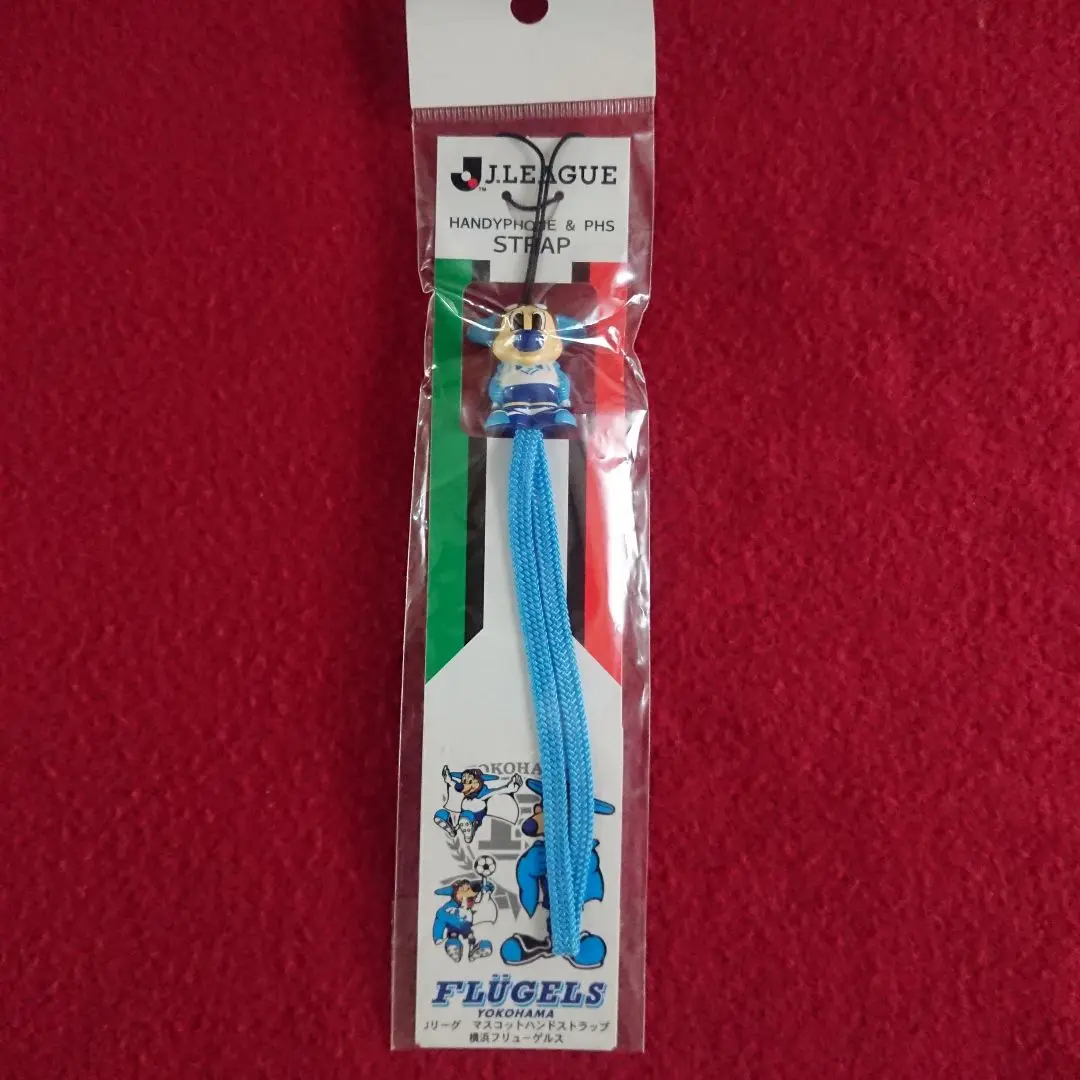 J.LEAGUE
TM
HANDYPHONE & PHS
STRAP
FLÜGELS
YOKOHAMA
Jリーグ マスコットハンドストラップ
横浜フリューゲルス